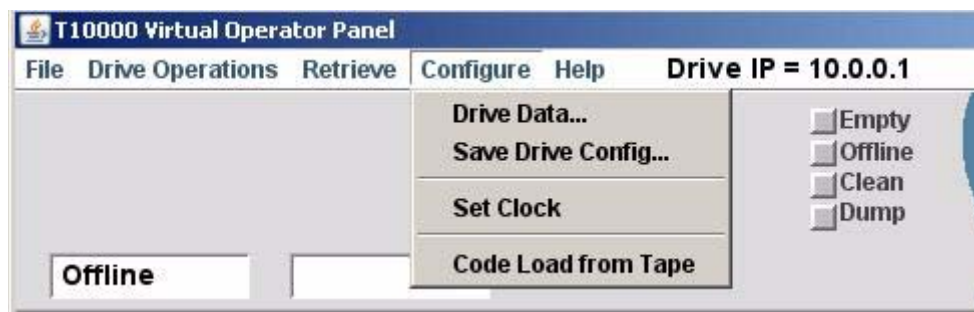 T10000 Virtual Operator Panel
File Drive Operations Retrieve Configure Help Drive IP = 10.0.0.1
Drive Data...
Save Drive Config...
Set Clock
Code Load from Tape
Empty
Offline
Clean
Dump
Offline